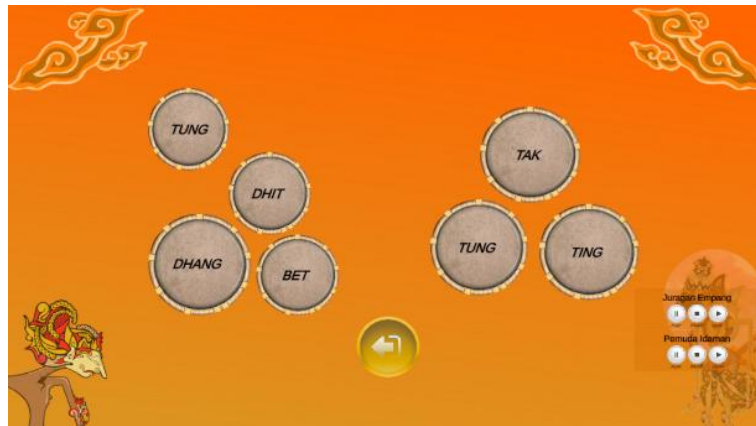 TUNG
DHIT
DHANG
BET
TAK
TUNG
TING
Juragan Empang
Pemuda Idaman